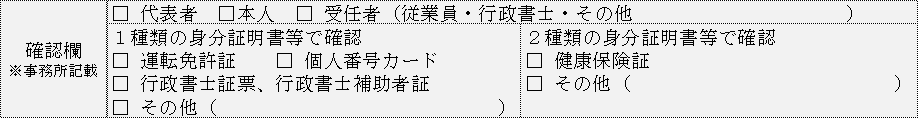 □ 代表者 □本人 □ 受任者（従業員・行政書士・その他 ）
確認欄
※事務所記載
１種類の身分証明書等で確認
□ 運転免許証 □ 個人番号カード
□ 行政書士証票、行政書士補助者証
□ その他（ ）
２種類の身分証明書等で確認
□ 健康保険証
□ その他（ ）